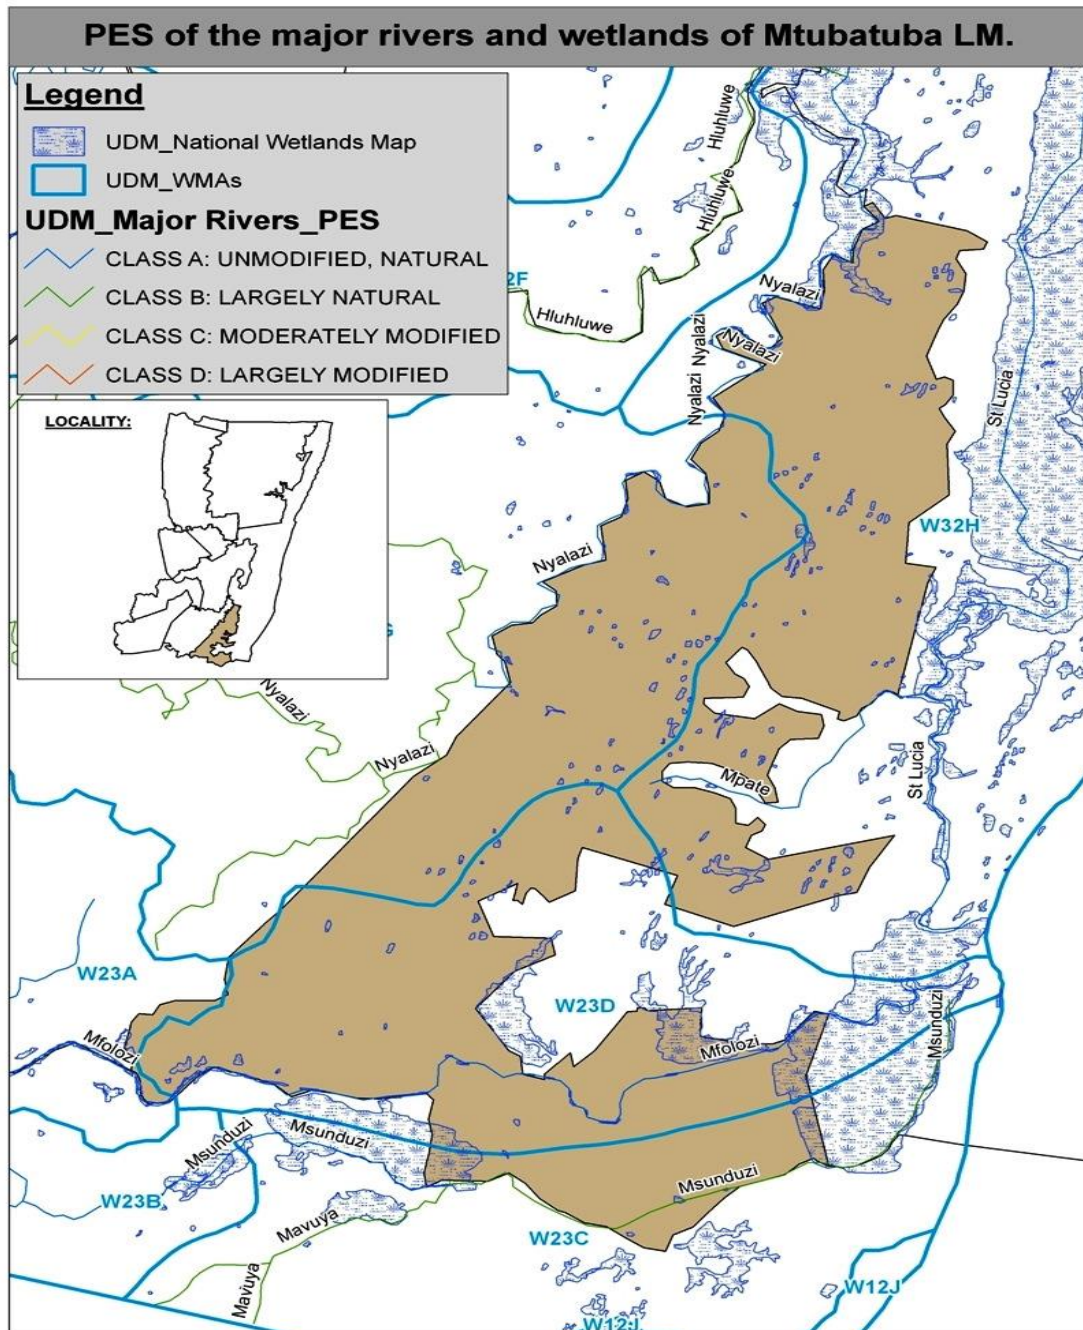 PES of the major rivers and wetlands of Mtubatuba LM.
Legend
UDM_National Wetlands Map
UDM_WMAs
UDM_Major Rivers_PES
CLASS A: UNMODIFIED, NATURAL
CLASS B: LARGELY NATURAL
CLASS C: MODERATELY MODIFIED
CLASS D: LARGELY MODIFIED
LOCALITY:
Hluhluwe
Hluhluwe
2F
Hluhluwe
Nyalazi
Nyalazi
Nyalazi
Nyalazi
St Lucia
W32H
Nyalazi
Nyalazi
Nyalazi
Mpate
St Lucia
W23A
W23D
Mfolozi
Mfolozi
Msunduzi
Msunduzi
Msunduzi
Msunduzi
W23B
Mavuya
W23C
Mavuya
W12J
W12J